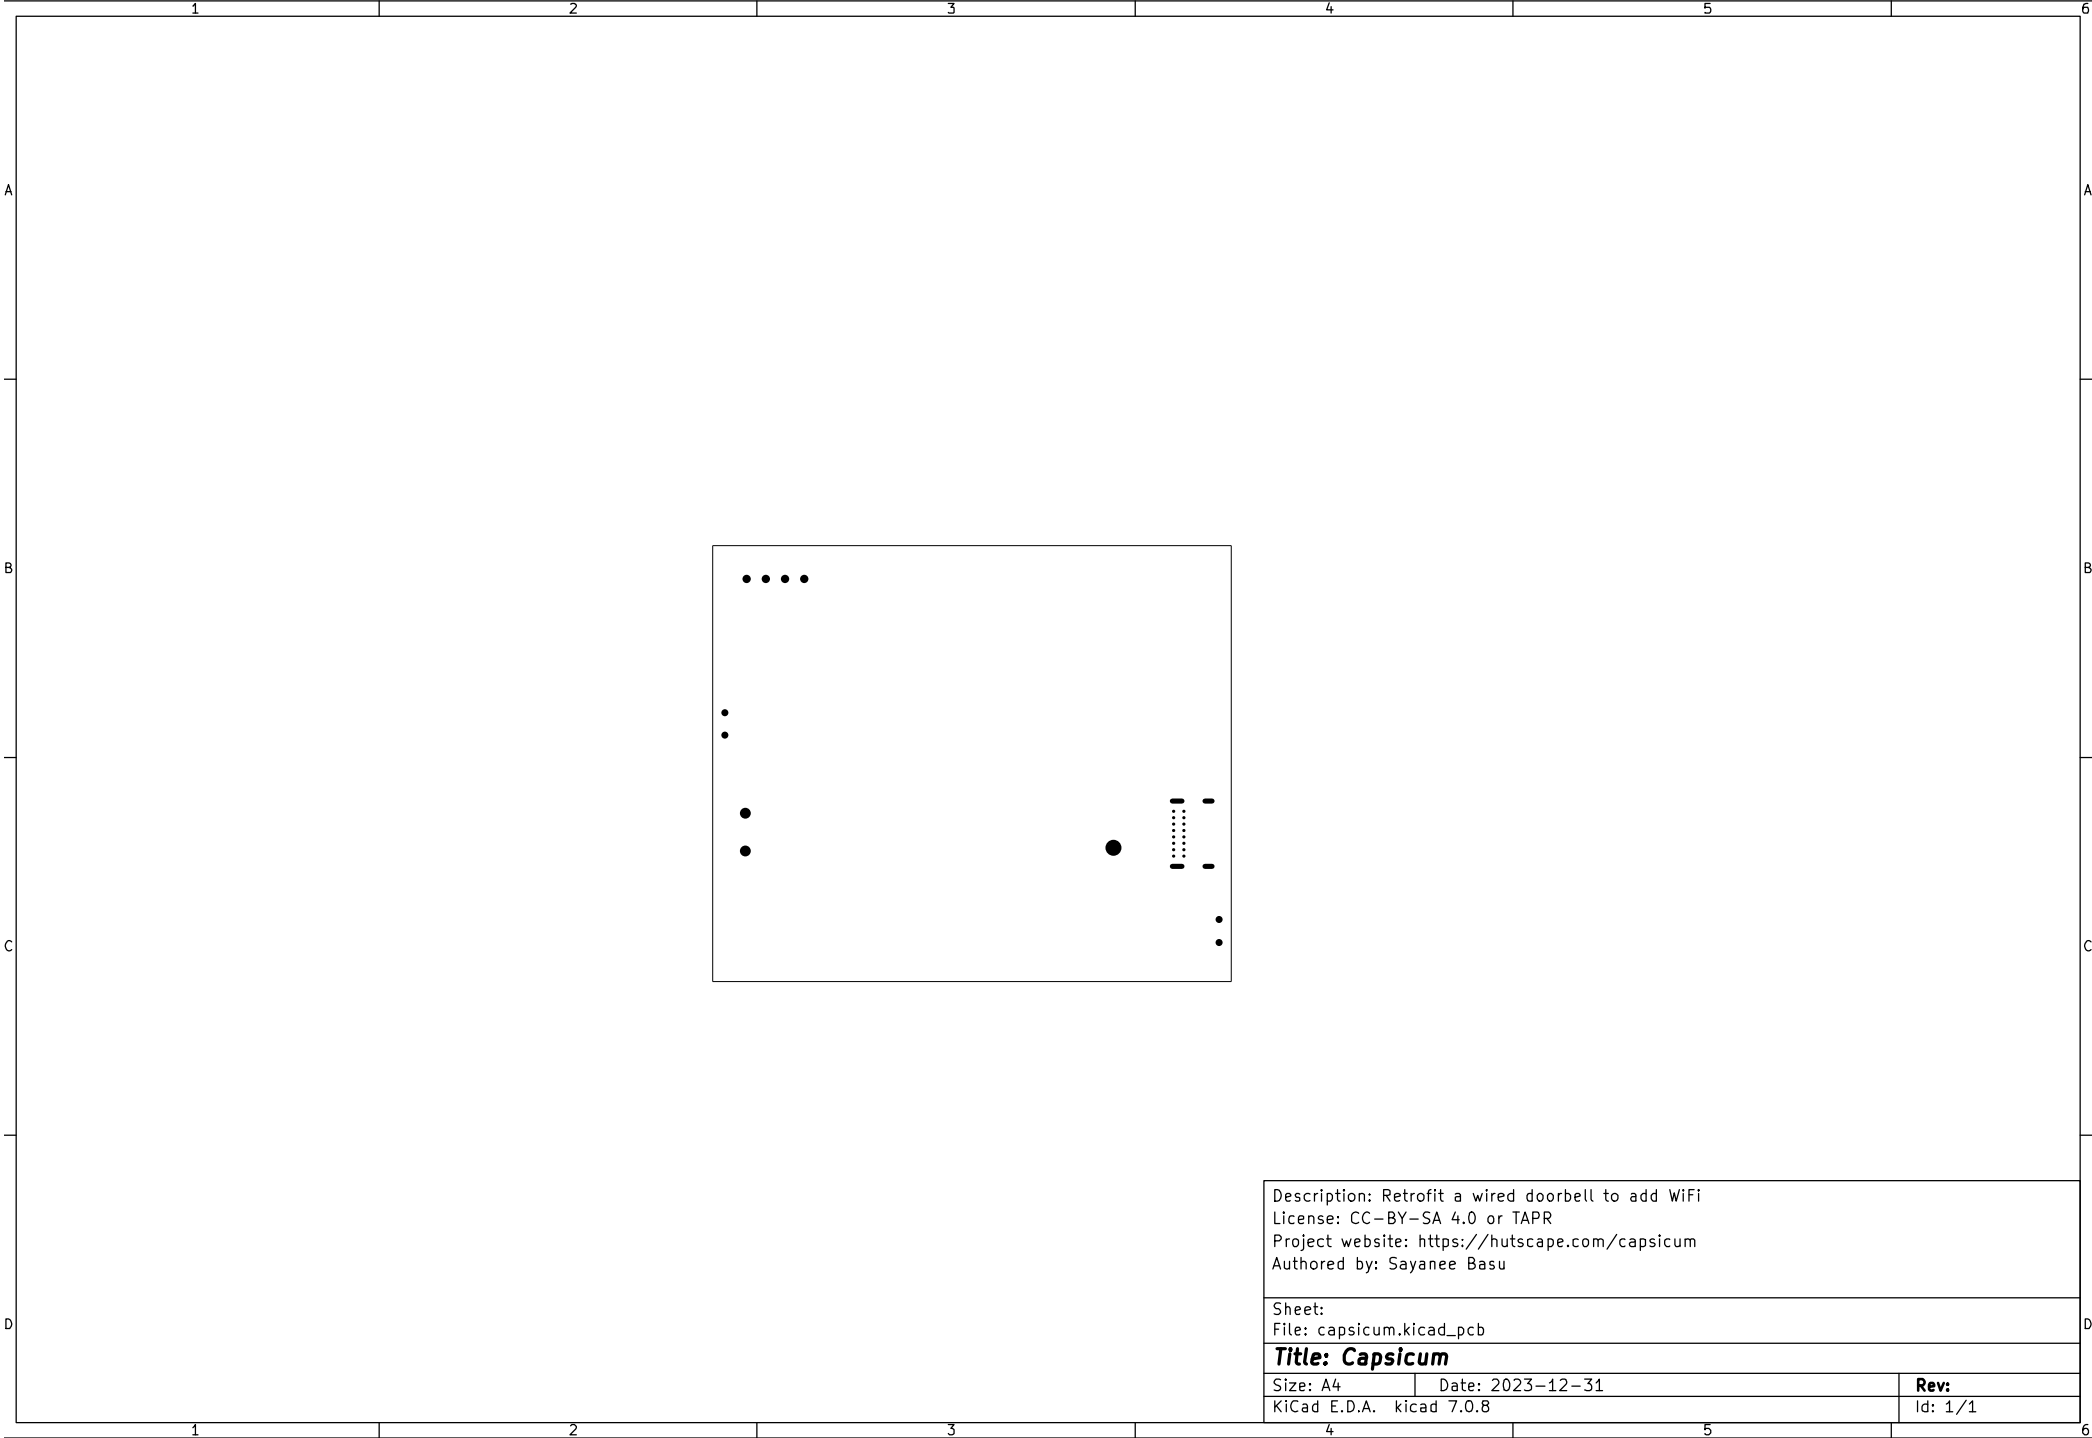 1 2 3 4 5 6
A A
B B
C C
Description: Retrofit a wired doorbell to add WiFi
License: CC-BY-SA 4.0 or TAPR
Project website: https://hutscape.com/capsicum
Authored by: Sayanee Basu
Sheet:
D D
File: capsicum.kicad_pcb
Title: Capsicum
Size: A4 Date: 2023-12-31 Rev:
KiCad E.D.A. kicad 7.0.8 Id: 1/1
1 2 3 4 5 6